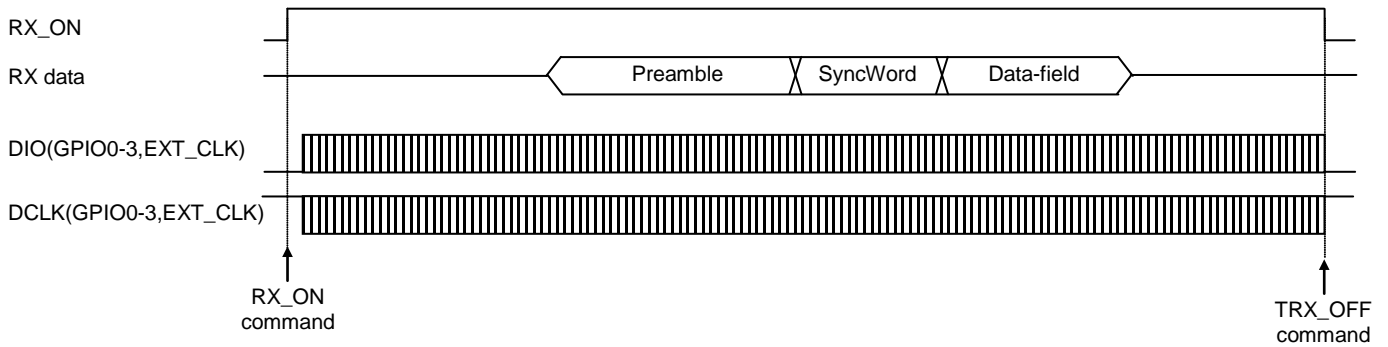 RX_ON
RX data
Preamble SyncWord Data-field
DIO(GPIO0-3,EXT_CLK)
DCLK(GPIO0-3,EXT_CLK)
RX_ON
command
TRX_OFF
command